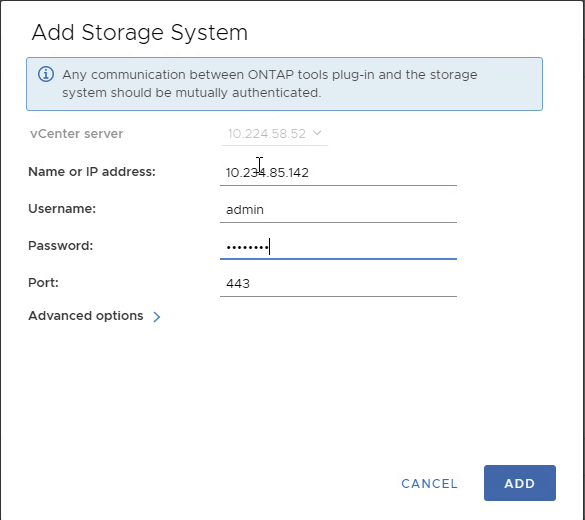 Add Storage System
Any communication between ONTAP tools plug-in and the storage
system should be mutually authenticated.
vCenter server 10.224.58.52
Name or IP address: 10.234.85.142
Username: admin
Password: ••••••••
Port: 443
Advanced options
CANCEL ADD